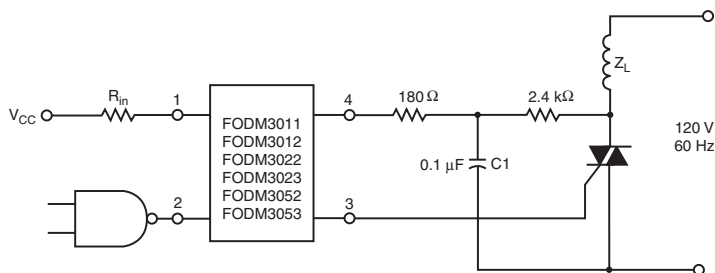 Z_L
R_in
1
4
180 Ω
2.4 kΩ
V_CC
FODM3011
FODM3012
FODM3022
FODM3023
FODM3052
FODM3053
120 V
60 Hz
0.1 μF
C1
2
3